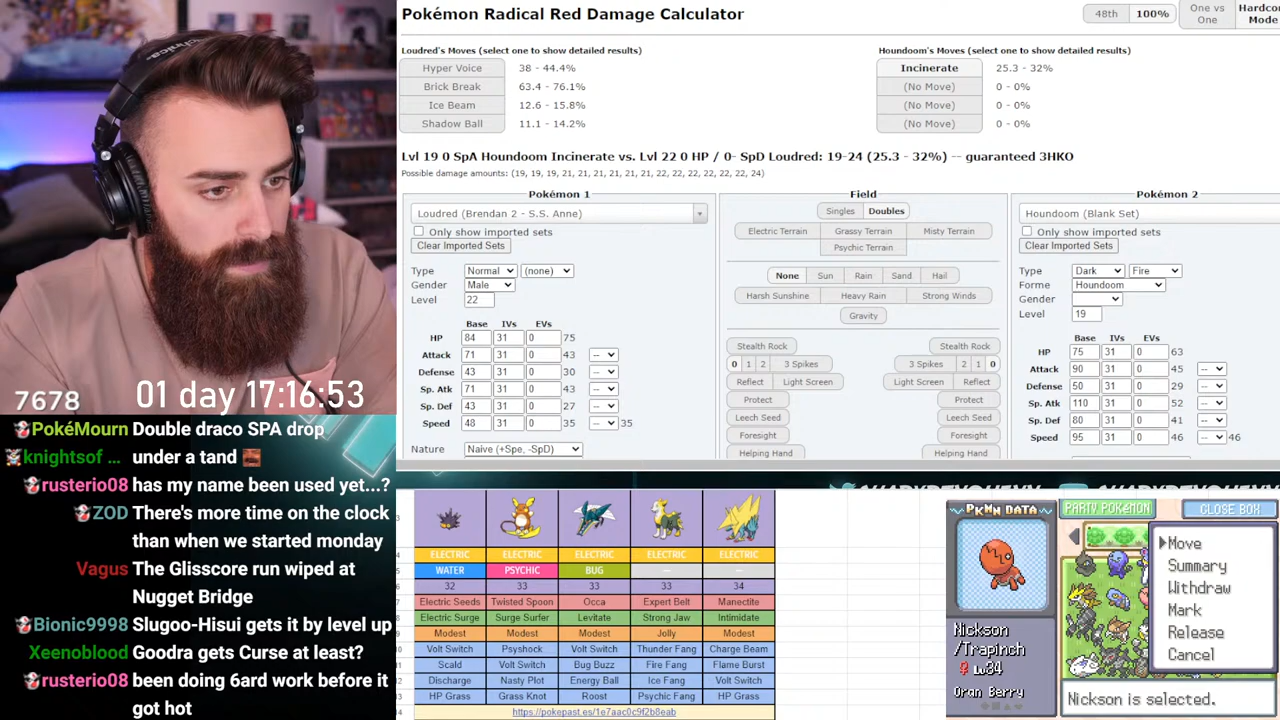 Pokémon Radical Red Damage Calculator
48th 100%
One vs One
Hardcore Mode
Loudred's Moves (select one to show detailed results)
Hyper Voice 38 - 44.4%
Brick Break 63.4 - 76.1%
Ice Beam 12.6 - 15.8%
Shadow Ball 11.1 - 14.2%
Houndoom's Moves (select one to show detailed results)
Incinerate 25.3 - 32%
(No Move) 0 - 0%
(No Move) 0 - 0%
(No Move) 0 - 0%
Lvl 19 0 SpA Houndoom Incinerate vs. Lvl 22 0 HP / 0- SpD Loudred: 19-24 (25.3 - 32%) -- guaranteed 3HKO
Possible damage amounts: (19, 19, 19, 21, 21, 21, 21, 21, 21, 22, 22, 22, 22, 22, 22, 24)
Pokémon 1
Loudred (Brendan 2 - S.S. Anne)
Only show imported sets
Clear Imported Sets
Type Normal (none)
Gender Male
Level 22
Base IVs EVs
HP 84 31 0 75
Attack 71 31 0 43 --
Defense 43 31 0 30 --
Sp. Atk 71 31 0 43 --
Sp. Def 43 31 0 27 --
Speed 48 31 0 35 -- 35
Nature Naive (+Spe, -SpD)
Field
Singles Doubles
Electric Terrain Grassy Terrain Misty Terrain
Psychic Terrain
None Sun Rain Sand Hail
Harsh Sunshine Heavy Rain Strong Winds
Gravity
Stealth Rock Stealth Rock
0 1 2 3 Spikes 3 Spikes 2 1 0
Reflect Light Screen Light Screen Reflect
Protect Protect
Leech Seed Leech Seed
Foresight Foresight
Helping Hand Helping Hand
Pokémon 2
Houndoom (Blank Set)
Only show imported sets
Clear Imported Sets
Type Dark Fire
Forme Houndoom
Gender
Level 19
Base IVs EVs
HP 75 31 0 63
Attack 90 31 0 45 --
Defense 50 31 0 29 --
Sp. Atk 110 31 0 52 --
Sp. Def 80 31 0 41 --
Speed 95 31 0 46 -- 46
7678 01 day 17:16:53
PokéMourn Double draco SPA drop
knightsof ... under a tand
rusterio08 has my name been used yet...?
ZOD There's more time on the clock
than when we started monday
Vagus The Glisscore run wiped at
Nugget Bridge
Bionic9998 Slugoo-Hisui gets it by level up
Xeenoblood Goodra gets Curse at least?
rusterio08 been doing 6ard work before it
got hot
ELECTRIC ELECTRIC ELECTRIC ELECTRIC ELECTRIC
WATER PSYCHIC BUG — —
32 33 33 33 34
Electric Seeds Twisted Spoon Occa Expert Belt Manectite
Electric Surge Surge Surfer Levitate Strong Jaw Intimidate
Modest Modest Modest Jolly Modest
Volt Switch Psyshock Volt Switch Thunder Fang Charge Beam
Scald Volt Switch Bug Buzz Fire Fang Flame Burst
Discharge Nasty Plot Energy Ball Ice Fang Volt Switch
HP Grass Grass Knot Roost Psychic Fang HP Grass
https://pokepast.es/1e7aac0c9f2b8eab
PKMN DATA
Nickson
/Trapinch
Lv34
Oran Berry
PARTY POKéMON
CLOSE BOX
Move
Summary
Withdraw
Mark
Release
Cancel
Nickson is selected.